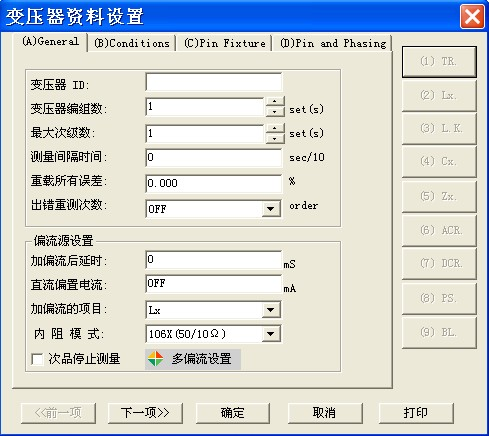 变压器资料设置
(A)General (B)Conditions (C)Pin Fixture (D)Pin and Phasing
变压器 ID:
变压器编组数: 1 set(s)
最大次级数: 1 set(s)
测量间隔时间: 0 sec/10
重载所有误差: 0.000 %
出错重测次数: OFF order
偏流源设置
加偏流后延时: 0 mS
直流偏置电流: OFF mA
加偏流的项目: Lx
内 阻 模 式: 106X(50/10Ω)
次品停止测量 多偏流设置
(1) TR.
(2) Lx.
(3) L.K.
(4) Cx.
(5) Zx.
(6) ACR.
(7) DCR.
(8) PS.
(9) BL.
<<前一项 下一项>> 确定 取消 打印